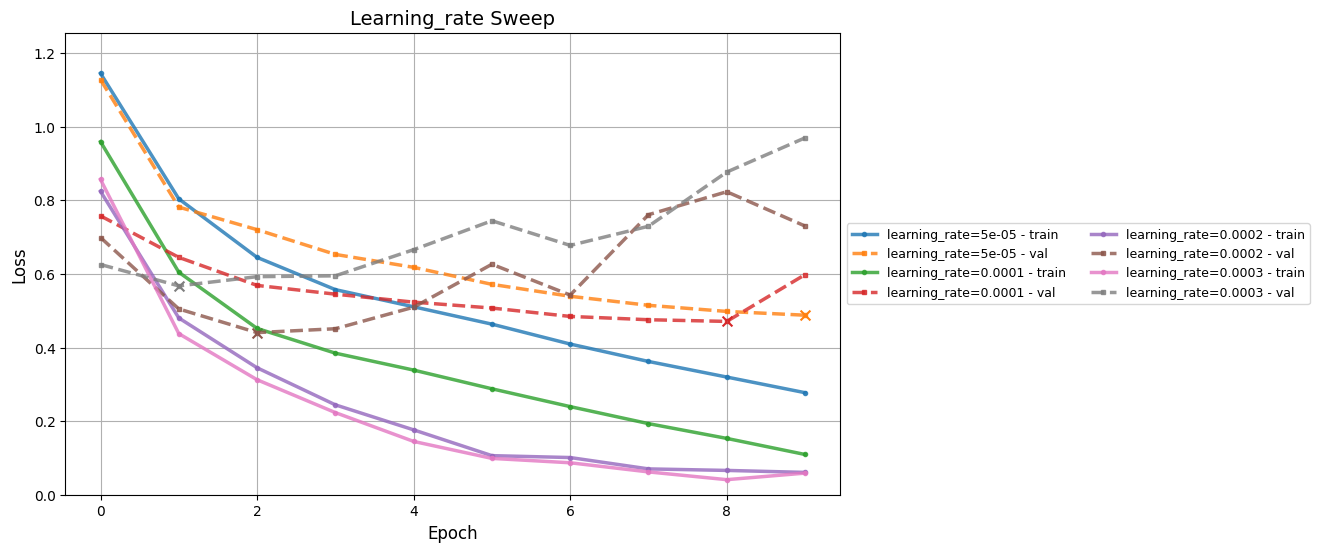 Learning_rate Sweep
Loss
1.2
1.0
0.8
0.6
0.4
0.2
0.0
0 2 4 6 8
Epoch
learning_rate=5e-05 - train
learning_rate=5e-05 - val
learning_rate=0.0001 - train
learning_rate=0.0001 - val
learning_rate=0.0002 - train
learning_rate=0.0002 - val
learning_rate=0.0003 - train
learning_rate=0.0003 - val